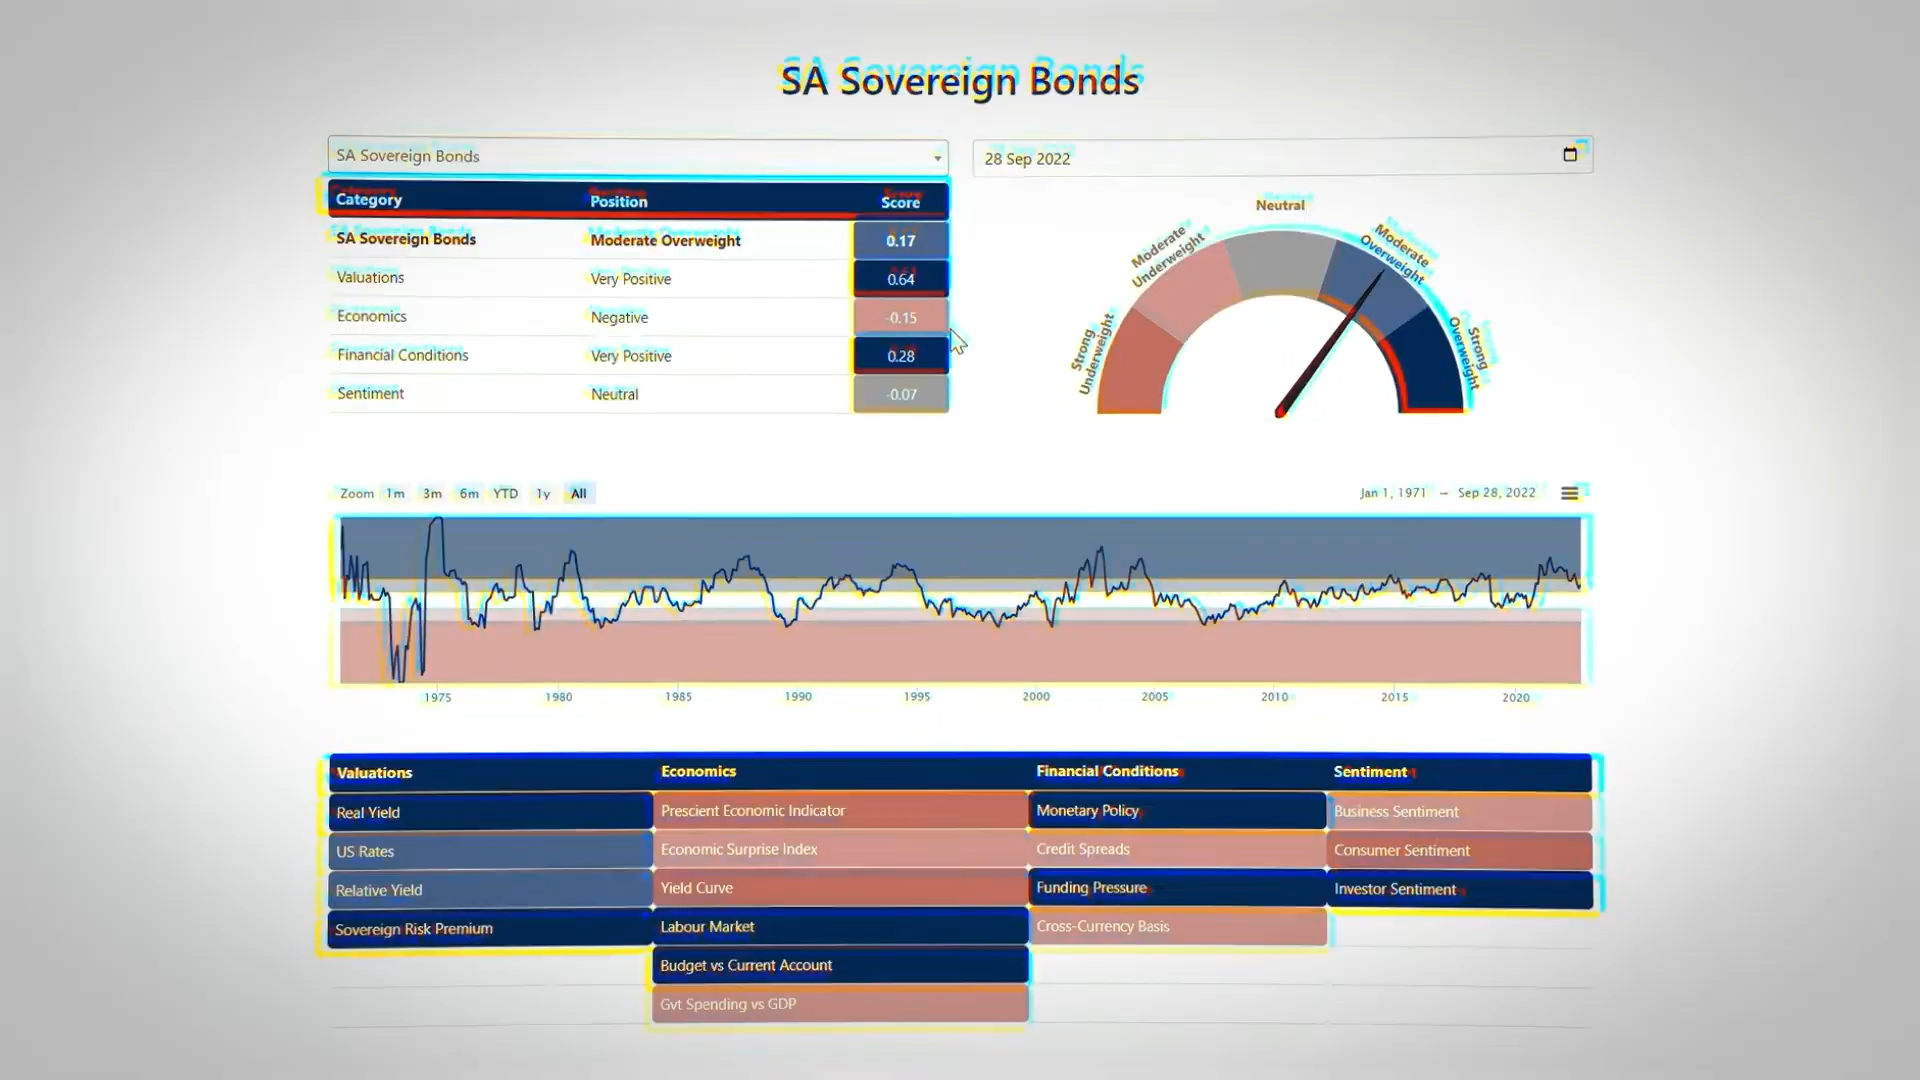 SA Sovereign Bonds
SA Sovereign Bonds
28 Sep 2022
Category Position Score
SA Sovereign Bonds Moderate Overweight 0.17
Valuations Very Positive 0.64
Economics Negative -0.15
Financial Conditions Very Positive 0.28
Sentiment Neutral -0.07
Strong Underweight
Moderate Underweight
Neutral
Moderate Overweight
Strong Overweight
Zoom 1m 3m 6m YTD 1y All
Jan 1, 1971 – Sep 28, 2022
1975 1980 1985 1990 1995 2000 2005 2010 2015 2020
Valuations Economics Financial Conditions Sentiment
Real Yield Prescient Economic Indicator Monetary Policy Business Sentiment
US Rates Economic Surprise Index Credit Spreads Consumer Sentiment
Relative Yield Yield Curve Funding Pressure Investor Sentiment
Sovereign Risk Premium Labour Market Cross-Currency Basis
Budget vs Current Account
Gvt Spending vs GDP